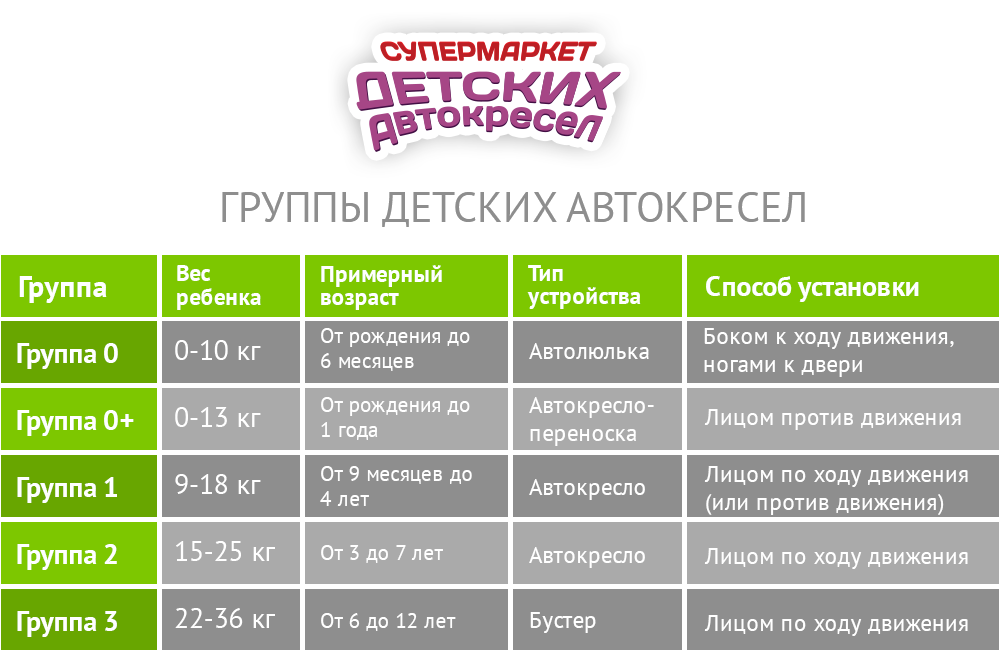 СУПЕРМАРКЕТ
ДЕТСКИХ
АВТОКРЕСЕЛ
ГРУППЫ ДЕТСКИХ АВТОКРЕСЕЛ
Группа
Вес
ребенка
Примерный
возраст
Тип
устройства
Способ установки
Группа 0
0-10 кг
От рождения до
6 месяцев
Автолюлька
Боком к ходу движения,
ногами к двери
Группа 0+
0-13 кг
От рождения до
1 года
Автокресло-
переноска
Лицом против движения
Группа 1
9-18 кг
От 9 месяцев до
4 лет
Автокресло
Лицом по ходу движения
(или против движения)
Группа 2
15-25 кг
От 3 до 7 лет
Автокресло
Лицом по ходу движения
Группа 3
22-36 кг
От 6 до 12 лет
Бустер
Лицом по ходу движения